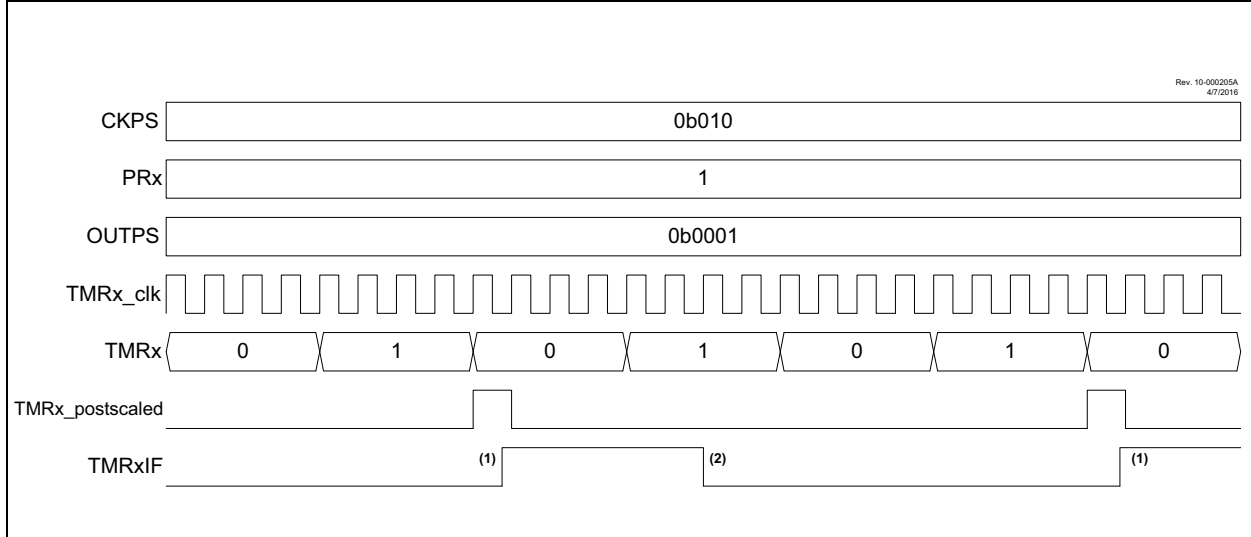 Rev. 10-000205A
4/7/2016
CKPS 0b010
PRx 1
OUTPS 0b0001
TMRx_clk
TMRx 0 1 0 1 0 1 0
TMRx_postscaled
TMRxIF (1) (2) (1)